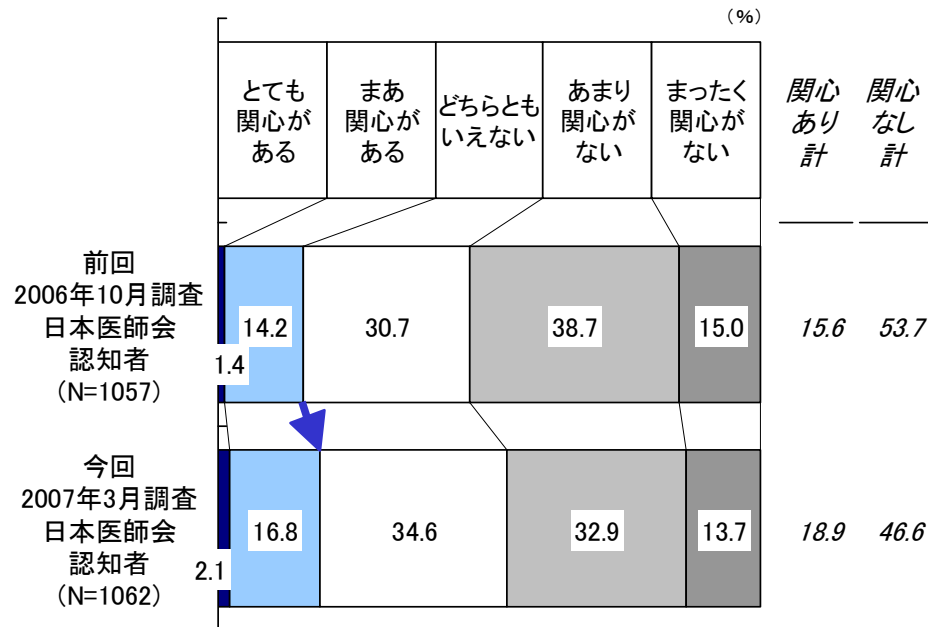 (%)
とても
関心が
ある
まあ
関心が
ある
どちらとも
いえない
あまり
関心が
ない
まったく
関心が
ない
関心
あり
計
関心
なし
計
前回
2006年10月調査
日本医師会
認知者
(N=1057)
1.4
14.2
30.7
38.7
15.0
15.6
53.7
今回
2007年3月調査
日本医師会
認知者
(N=1062)
2.1
16.8
34.6
32.9
13.7
18.9
46.6